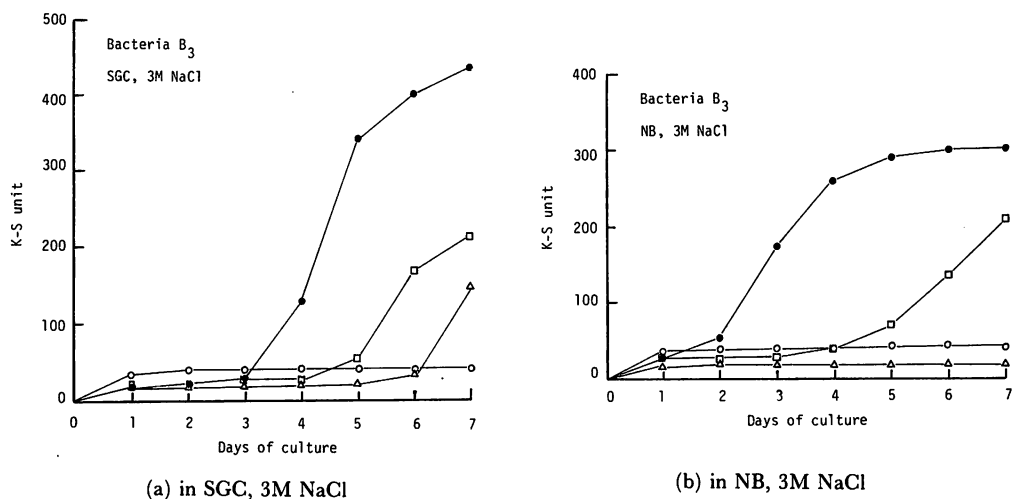 500
400
300
200
100
0
K-S unit
Bacteria B3
SGC, 3M NaCl
0 1 2 3 4 5 6 7
Days of culture
(a) in SGC, 3M NaCl
400
300
200
100
0
K-S unit
Bacteria B3
NB, 3M NaCl
0 1 2 3 4 5 6 7
Days of culture
(b) in NB, 3M NaCl